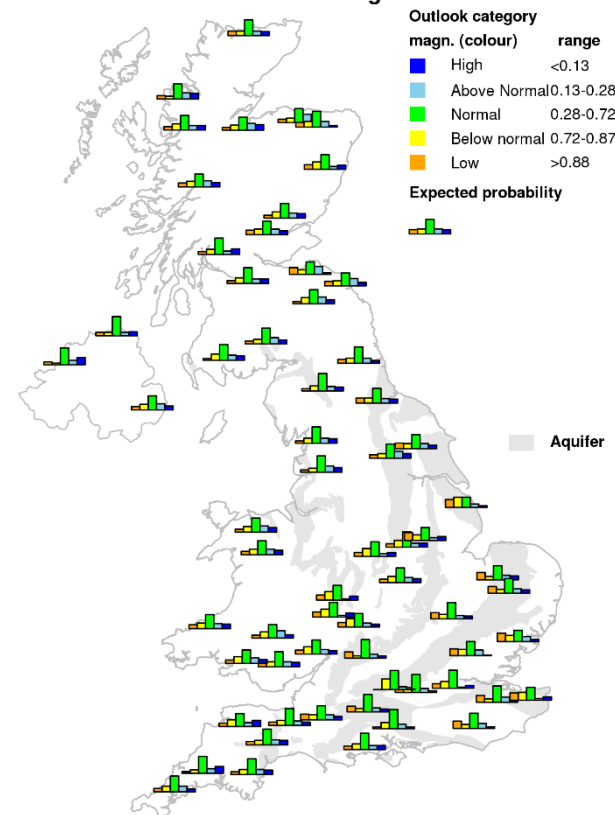 Outlook category
magn. (colour) range
High <0.13
Above Normal 0.13-0.28
Normal 0.28-0.72
Below normal 0.72-0.87
Low >0.88
Expected probability
Aquifer